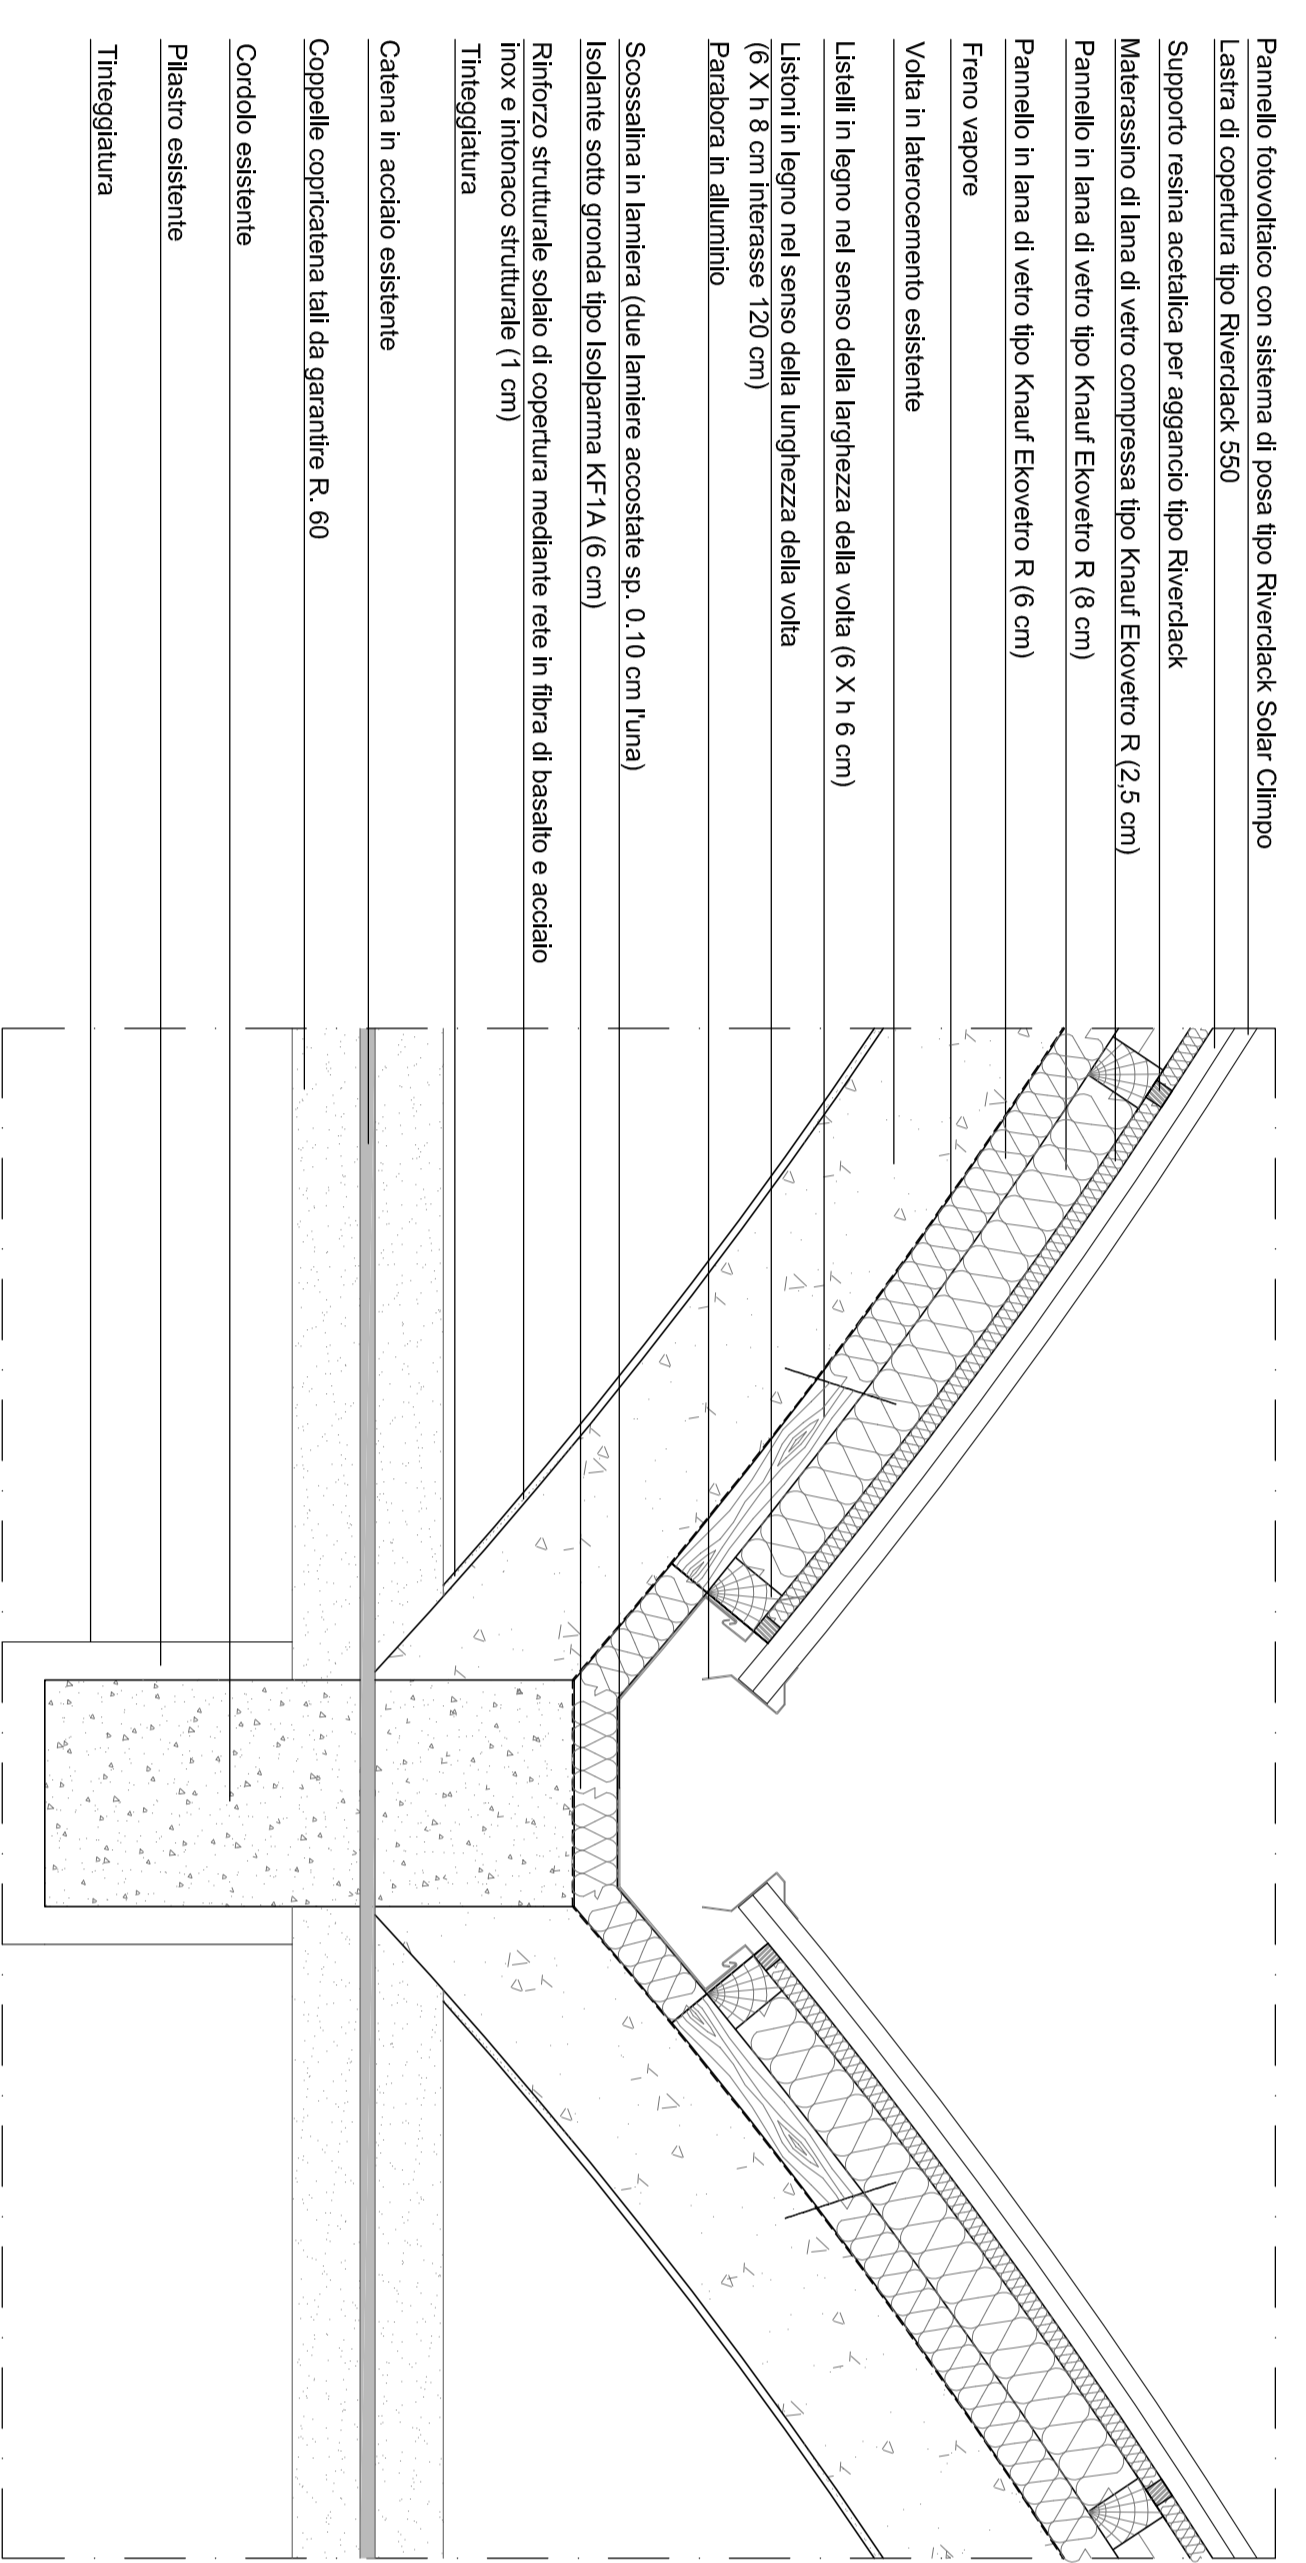 Pannello fotovoltaico con sistema di posa tipo Riverclack Solar Climpo
Lastra di copertura tipo Riverclack 550
Supporto resina acetalica per aggancio tipo Riverclack
Materassino di lana di vetro compressa tipo Knauf Ekovetro R (2,5 cm)
Pannello in lana di vetro tipo Knauf Ekovetro R (8 cm)
Pannello in lana di vetro tipo Knauf Ekovetro R (6 cm)
Freno vapore
Volta in laterocemento esistente
Listelli in legno nel senso della larghezza della volta (6 X h 6 cm)
Listoni in legno nel senso della lunghezza della volta
(6 X h 8 cm interasse 120 cm)
Parabora in alluminio
Scossalina in lamiera (due lamiere accostate sp. 0.10 cm l'una)
Isolante sotto gronda tipo Isolparma KF1A (6 cm)
Rinforzo strutturale solaio di copertura mediante rete in fibra di basalto e acciaio
inox e intonaco strutturale (1 cm)
Tinteggiatura
Catena in acciaio esistente
Coppelle copricatena tali da garantire R. 60
Cordolo esistente
Pilastro esistente
Tinteggiatura